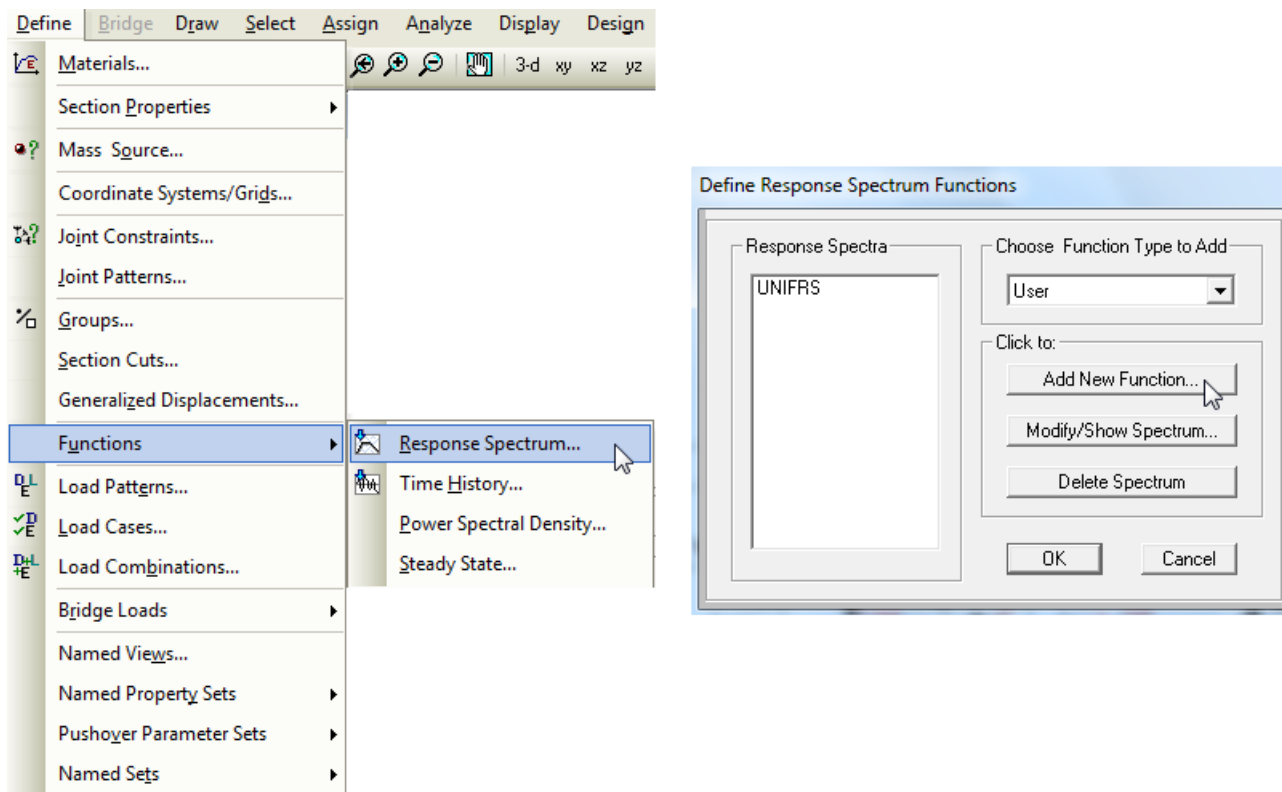 Define Bridge Draw Select Assign Analyze Display Design
Materials...
3-d xy xz yz
Section Properties
Mass Source...
Coordinate Systems/Grids...
Joint Constraints...
Joint Patterns...
Groups...
Section Cuts...
Generalized Displacements...
Functions
Response Spectrum...
Time History...
Power Spectral Density...
Steady State...
Load Patterns...
Load Cases...
Load Combinations...
Bridge Loads
Named Views...
Named Property Sets
Pushover Parameter Sets
Named Sets
Define Response Spectrum Functions
Response Spectra
UNIFRS
Choose Function Type to Add
User
Click to:
Add New Function...
Modify/Show Spectrum...
Delete Spectrum
OK Cancel